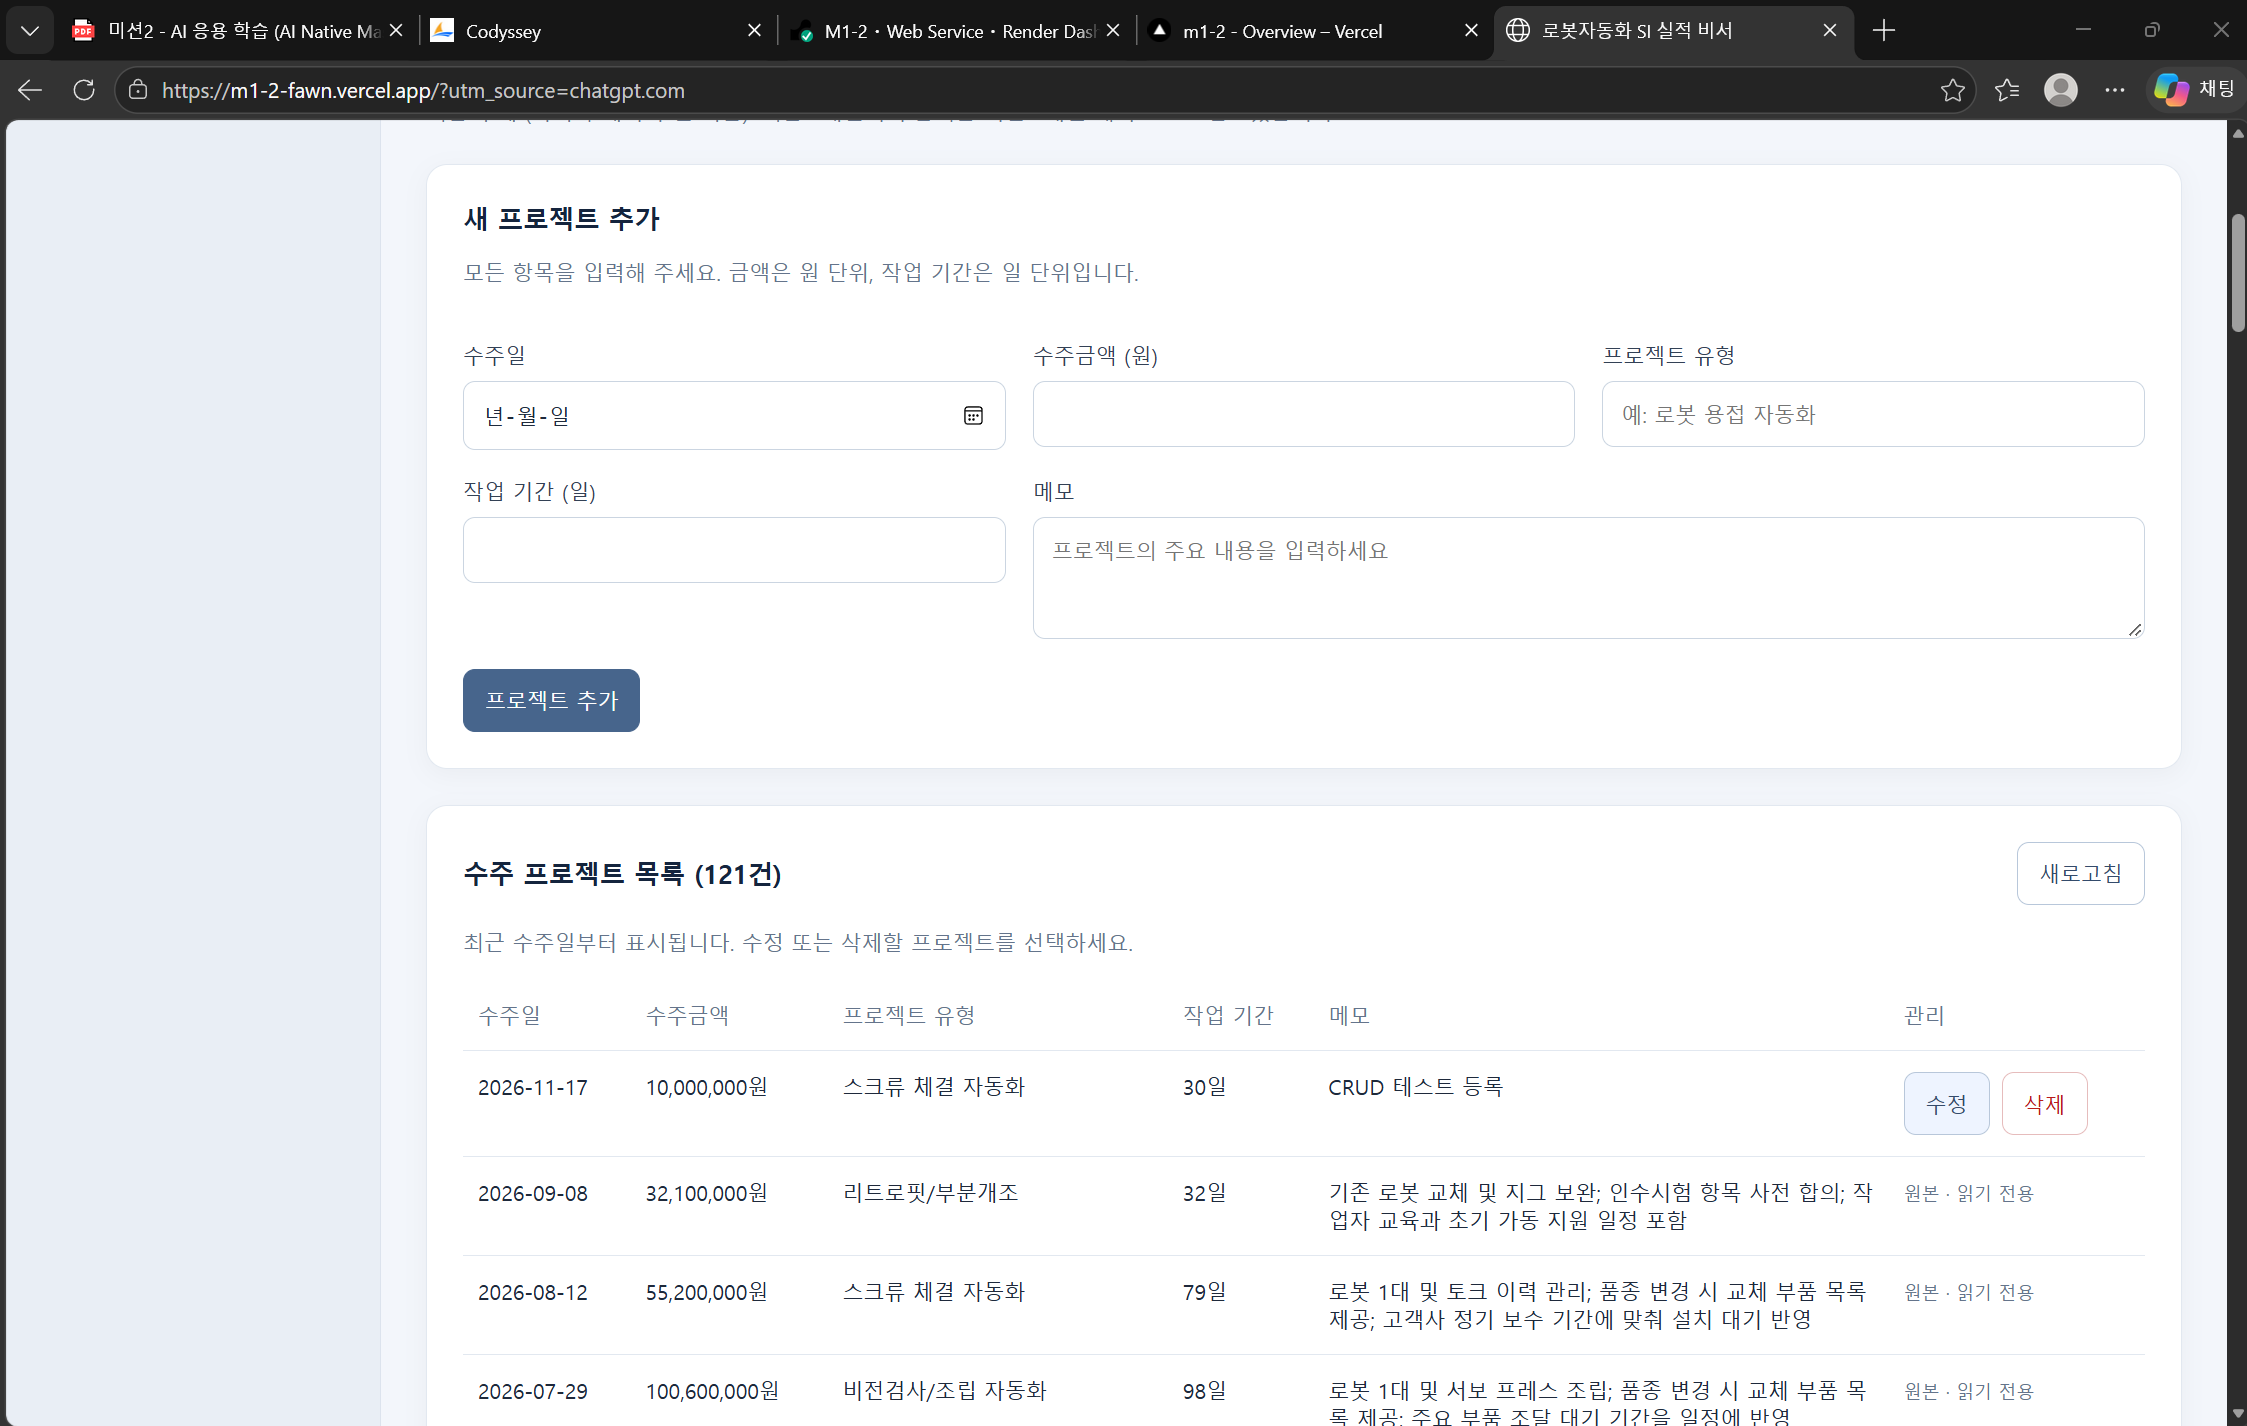 미션2 - AI 응용 학습 (AI Native Ma
Codyssey
M1-2 · Web Service · Render Dash
m1-2 - Overview – Vercel
로봇자동화 SI 실적 비서
https://m1-2-fawn.vercel.app/?utm_source=chatgpt.com
채팅
새 프로젝트 추가
모든 항목을 입력해 주세요. 금액은 원 단위, 작업 기간은 일 단위입니다.
수주일
수주금액 (원)
프로젝트 유형
년-월-일
예: 로봇 용접 자동화
작업 기간 (일)
메모
프로젝트의 주요 내용을 입력하세요
프로젝트 추가
수주 프로젝트 목록 (121건)
새로고침
최근 수주일부터 표시됩니다. 수정 또는 삭제할 프로젝트를 선택하세요.
수주일 수주금액 프로젝트 유형 작업 기간 메모 관리
2026-11-17 10,000,000원 스크류 체결 자동화 30일 CRUD 테스트 등록 수정 삭제
2026-09-08 32,100,000원 리트로핏/부분개조 32일 기존 로봇 교체 및 지그 보완; 인수시험 항목 사전 합의; 작 원본 · 읽기 전용
업자 교육과 초기 가동 지원 일정 포함
2026-08-12 55,200,000원 스크류 체결 자동화 79일 로봇 1대 및 토크 이력 관리; 품종 변경 시 교체 부품 목록 원본 · 읽기 전용
제공; 고객사 정기 보수 기간에 맞춰 설치 대기 반영
2026-07-29 100,600,000원 비전검사/조립 자동화 98일 로봇 1대 및 서보 프레스 조립; 품종 변경 시 교체 부품 목 원본 · 읽기 전용
록 제공; 주요 부품 조달 대기 기간을 일정에 반영